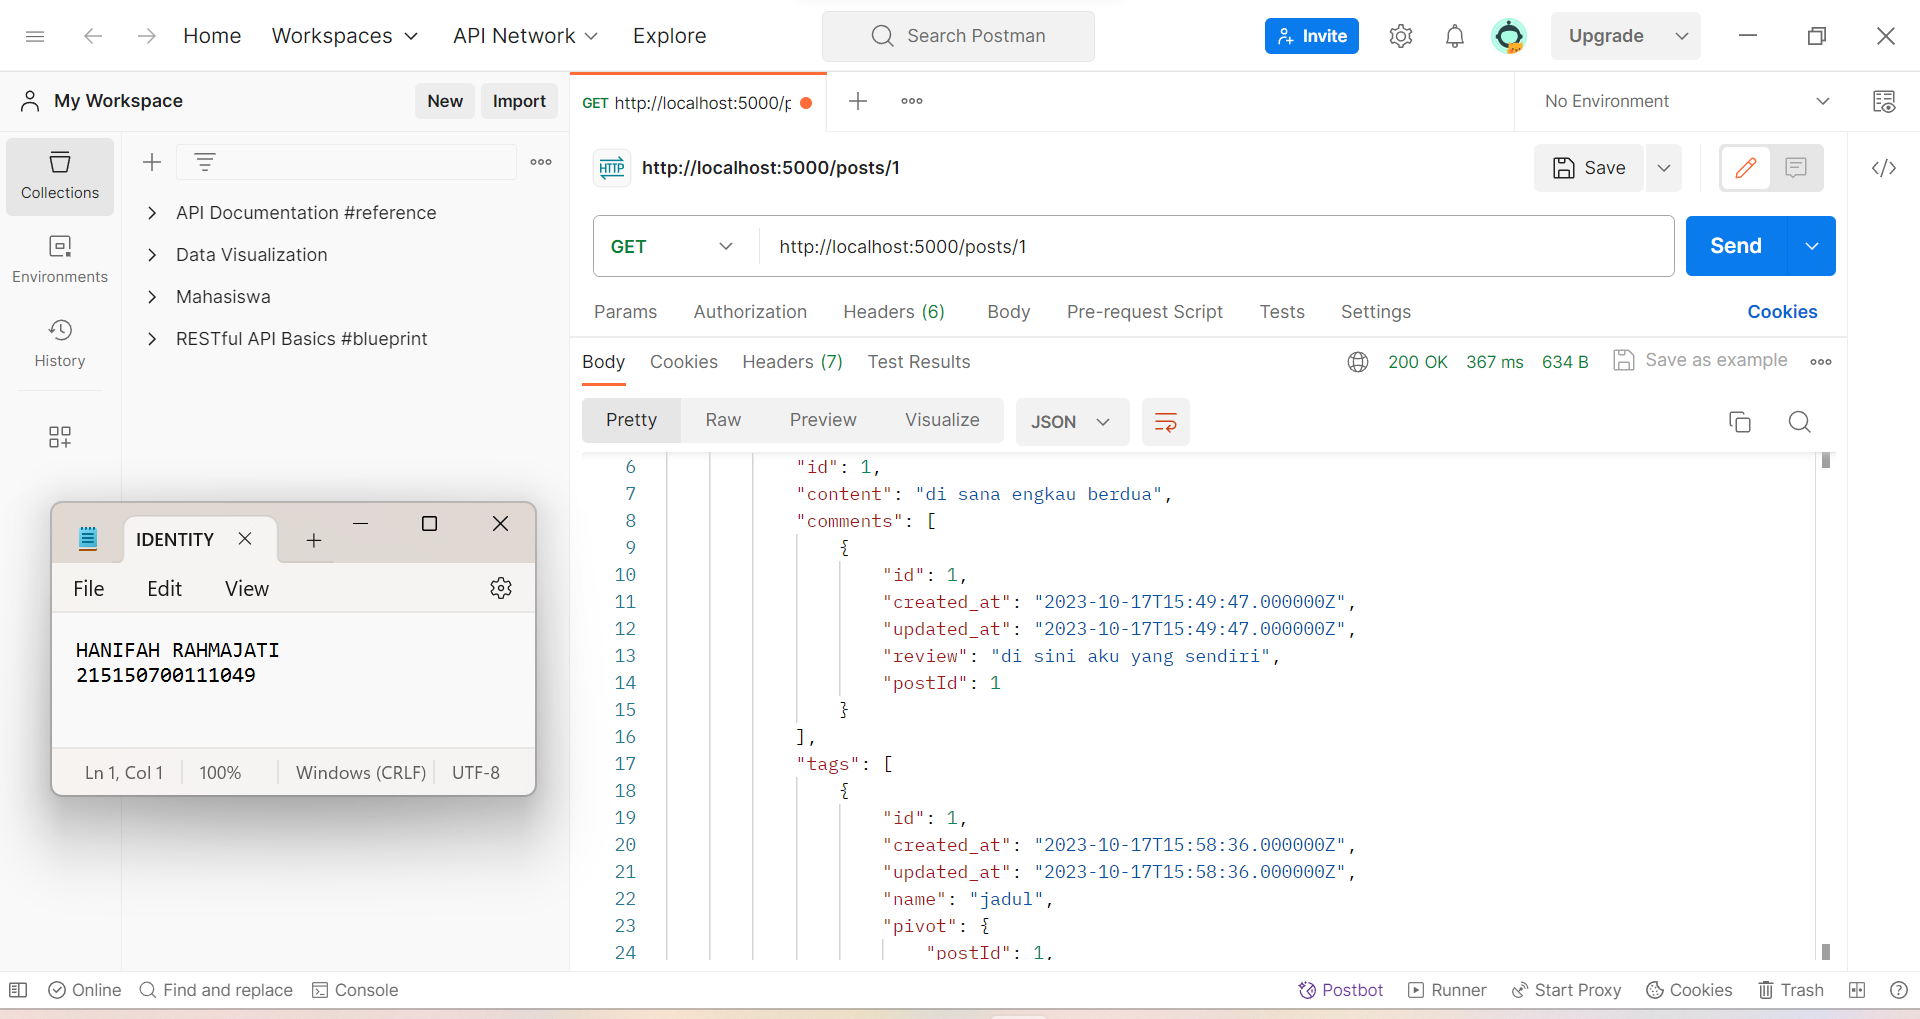 Home Workspaces API Network Explore Search Postman Invite Upgrade
My Workspace New Import GET http://localhost:5000/p No Environment
Collections
Environments
History
API Documentation #reference
Data Visualization
Mahasiswa
RESTful API Basics #blueprint
HTTP http://localhost:5000/posts/1 Save
GET http://localhost:5000/posts/1 Send
Params Authorization Headers (6) Body Pre-request Script Tests Settings Cookies
Body Cookies Headers (7) Test Results 200 OK 367 ms 634 B Save as example
Pretty Raw Preview Visualize JSON
6 "id": 1,
7 "content": "di sana engkau berdua",
8 "comments": [
9 {
10 "id": 1,
11 "created_at": "2023-10-17T15:49:47.000000Z",
12 "updated_at": "2023-10-17T15:49:47.000000Z",
13 "review": "di sini aku yang sendiri",
14 "postId": 1
15 }
16 ],
17 "tags": [
18 {
19 "id": 1,
20 "created_at": "2023-10-17T15:58:36.000000Z",
21 "updated_at": "2023-10-17T15:58:36.000000Z",
22 "name": "jadul",
23 "pivot": {
24 "postId": 1,
IDENTITY
File Edit View
HANIFAH RAHMAJATI
215150700111049
Ln 1, Col 1 100% Windows (CRLF) UTF-8
Online Find and replace Console Postbot Runner Start Proxy Cookies Trash